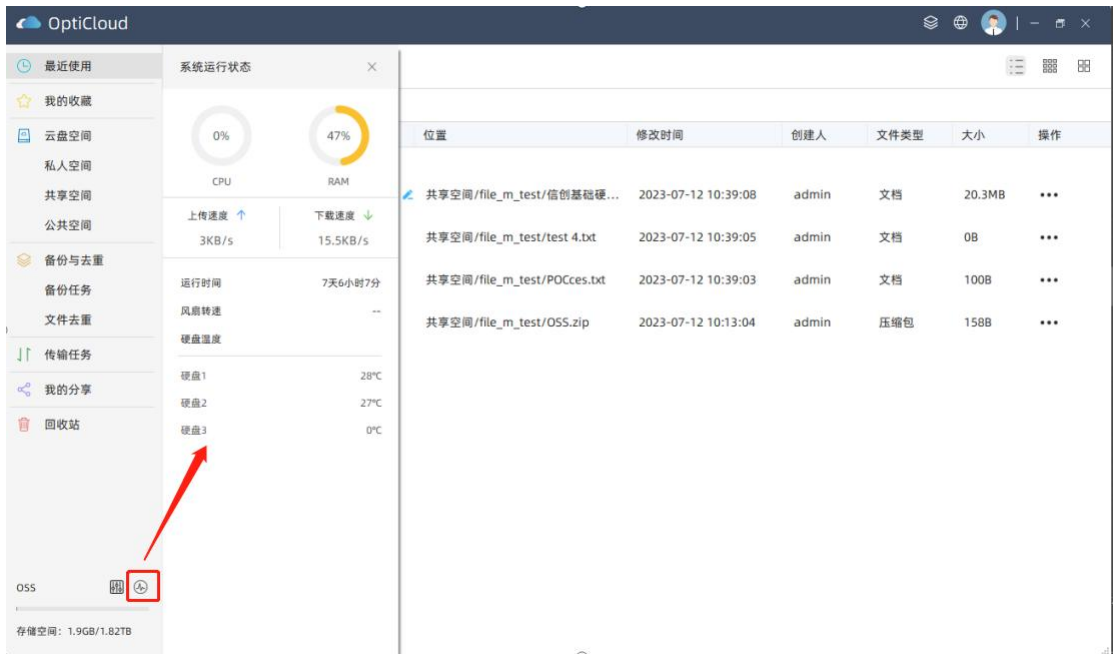 OptiCloud
最近使用
我的收藏
云盘空间
私人空间
共享空间
公共空间
备份与去重
备份任务
文件去重
传输任务
我的分享
回收站
OSS
存储空间：1.9GB/1.82TB
系统运行状态
0%
47%
CPU
RAM
上传速度
下载速度
3KB/s
15.5KB/s
运行时间 7天6小时7分
风扇转速 --
硬盘温度
硬盘1 28℃
硬盘2 27℃
硬盘3 0℃
位置 修改时间 创建人 文件类型 大小 操作
共享空间/file_m_test/信创基础硬... 2023-07-12 10:39:08 admin 文档 20.3MB •••
共享空间/file_m_test/test 4.txt 2023-07-12 10:39:05 admin 文档 0B •••
共享空间/file_m_test/POCces.txt 2023-07-12 10:39:03 admin 文档 100B •••
共享空间/file_m_test/OSS.zip 2023-07-12 10:13:04 admin 压缩包 158B •••